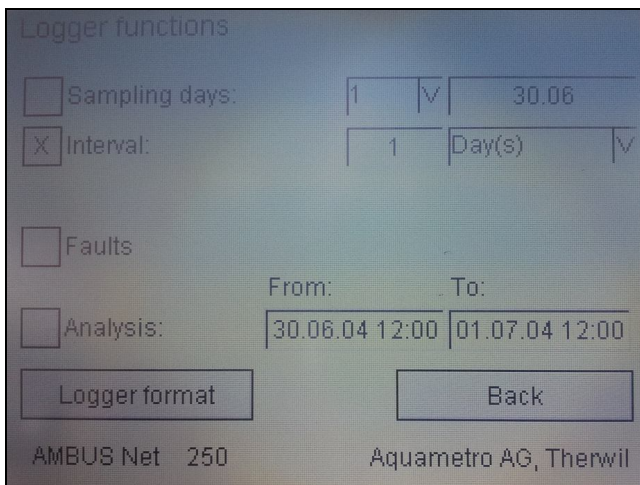 Logger functions
Sampling days: 1 V 30.06
X Interval: 1 Day(s) V
Faults
From: To:
Analysis: 30.06.04 12:00 01.07.04 12:00
Logger format Back
AMBUS Net 250 Aquametro AG, Therwil